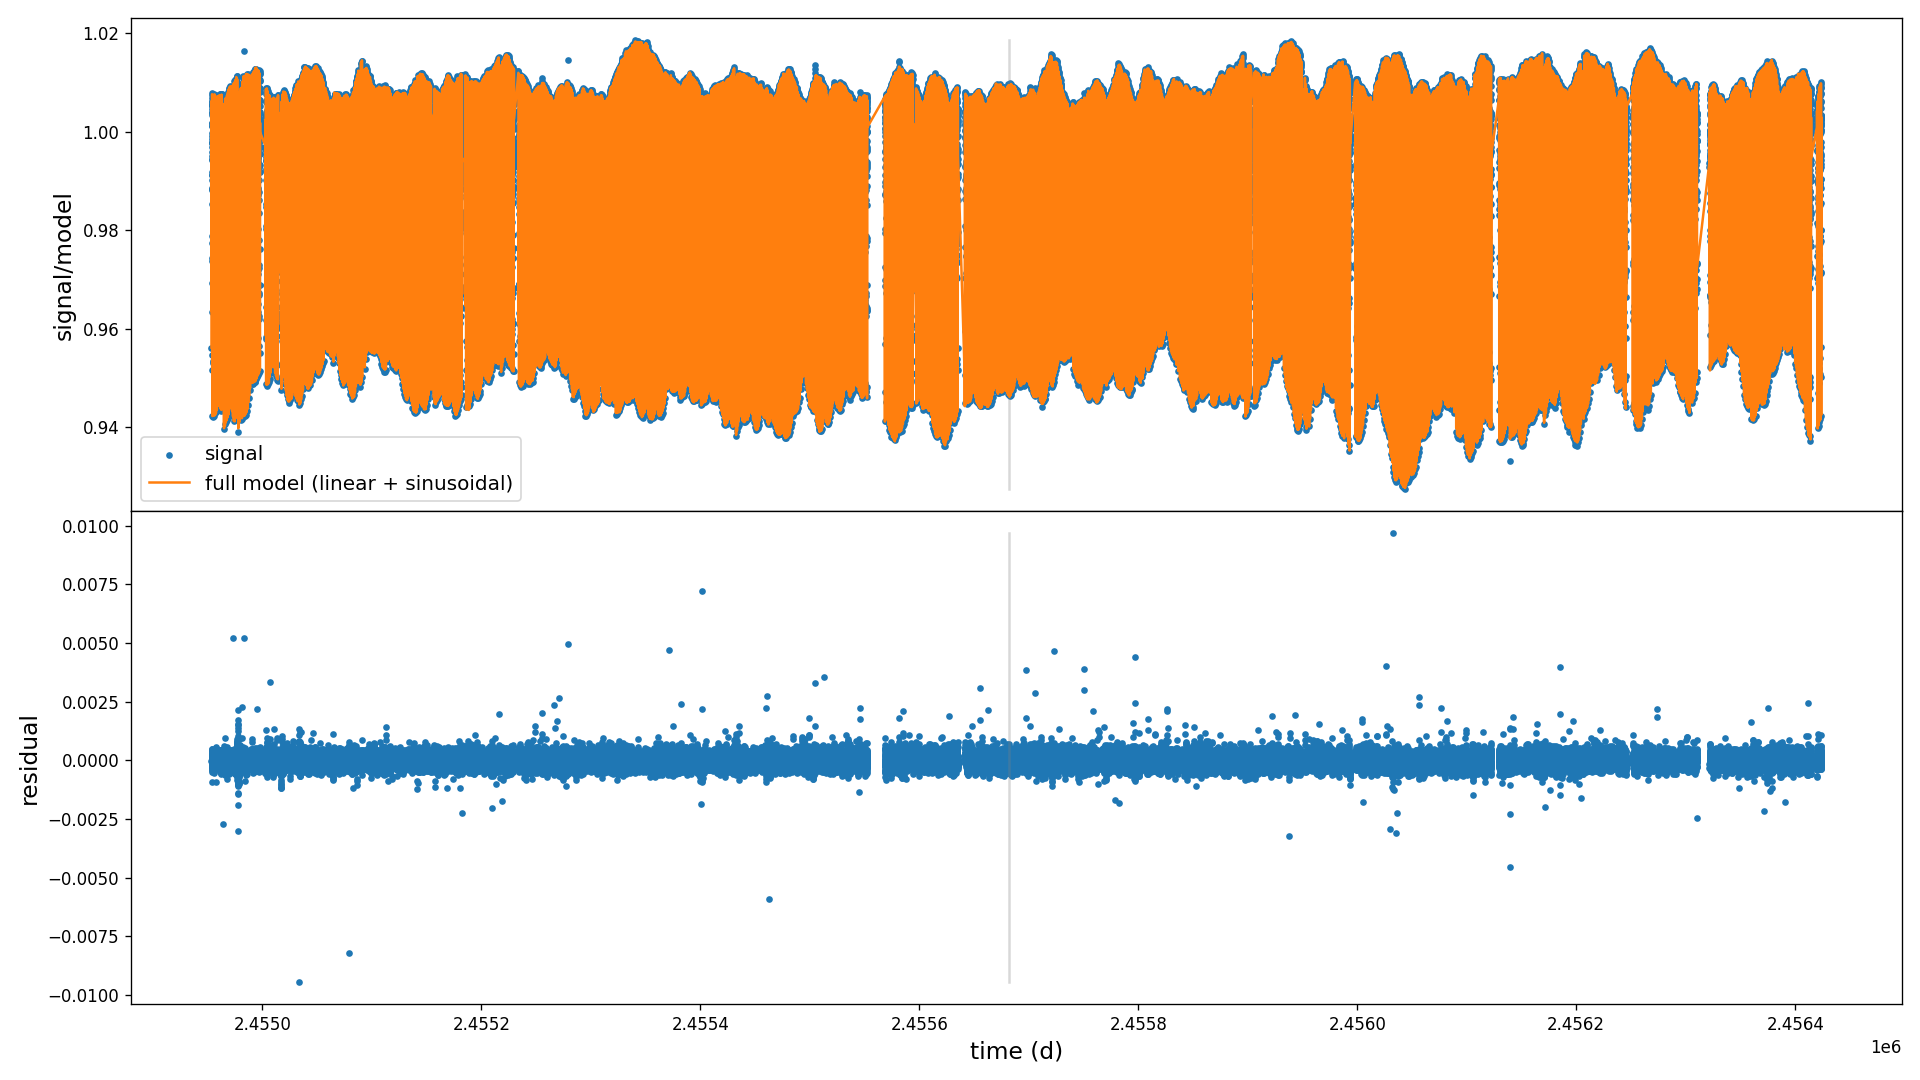 1.02
1.00
0.98
0.96
0.94
signal/model
signal
full model (linear + sinusoidal)
0.0100
0.0075
0.0050
0.0025
0.0000
−0.0025
−0.0050
−0.0075
−0.0100
residual
2.4550 2.4552 2.4554 2.4556 2.4558 2.4560 2.4562 2.4564
1e6
time (d)